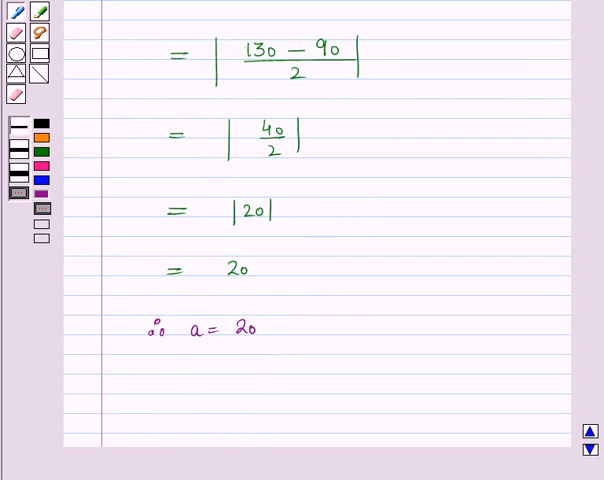 = | 130 − 90 / 2 |
= | 40 / 2 |
= |20|
= 20
∴ a = 20